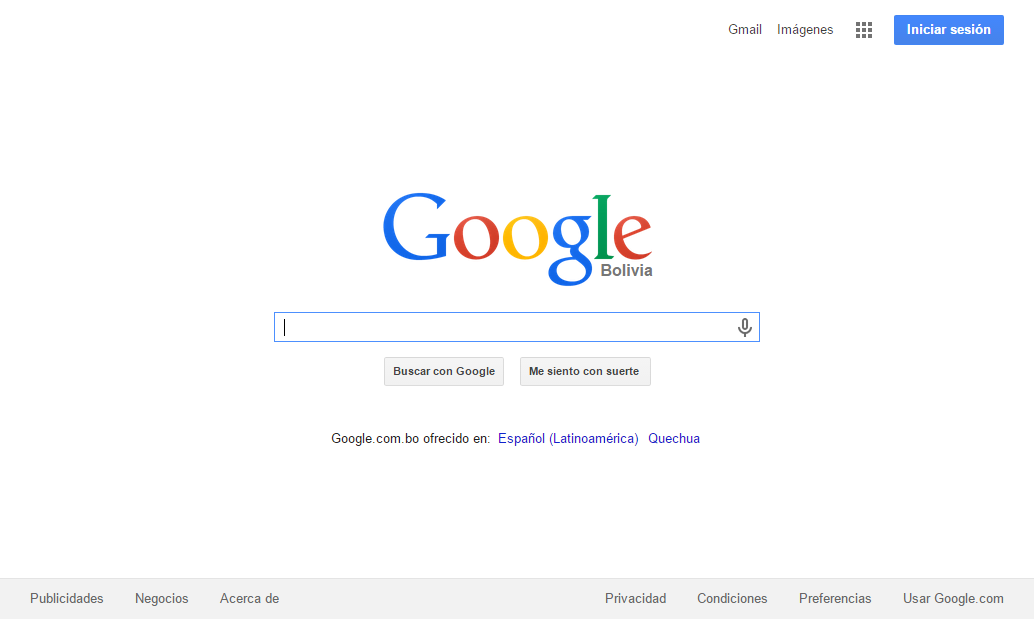 Gmail Imágenes Iniciar sesión
Google
Bolivia
Buscar con Google Me siento con suerte
Google.com.bo ofrecido en: Español (Latinoamérica) Quechua
Publicidades Negocios Acerca de Privacidad Condiciones Preferencias Usar Google.com